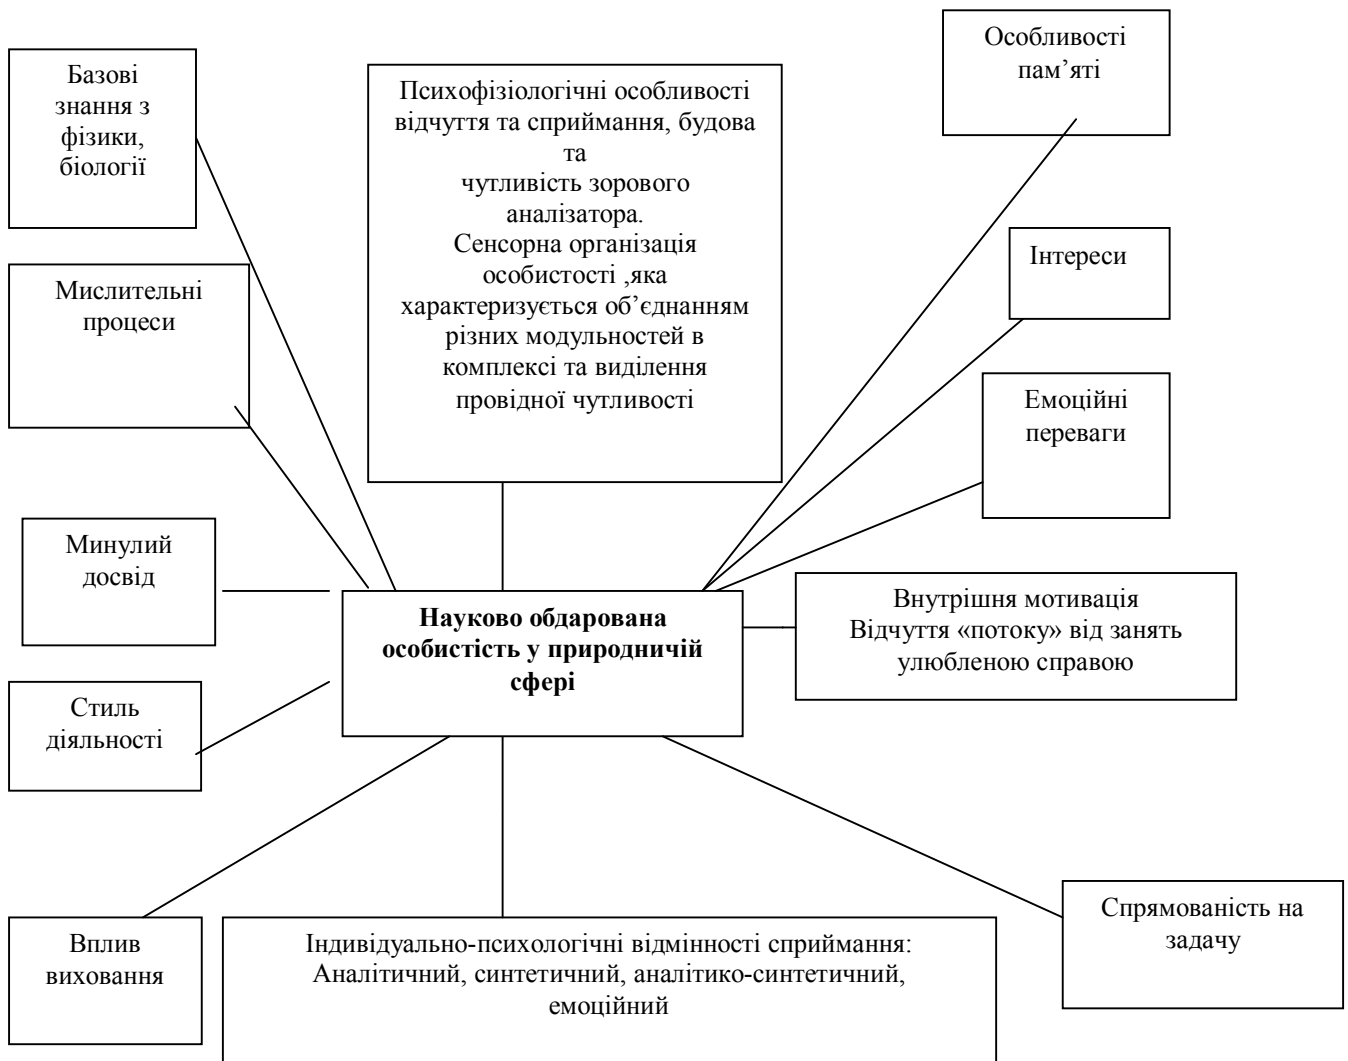 Базові
знання з
фізики,
біології
Психофізіологічні особливості
відчуття та сприймання, будова
та
чутливість зорового
аналізатора.
Сенсорна організація
особистості ,яка
характеризується об’єднанням
різних модульностей в
комплексі та виділення
провідної чутливості
Особливості
пам’яті
Мислительні
процеси
Інтереси
Емоційні
переваги
Минулий
досвід
Науково обдарована
особистість у природничій
сфері
Внутрішня мотивація
Відчуття «потоку» від занять
улюбленою справою
Стиль
діяльності
Вплив
виховання
Індивідуально-психологічні відмінності сприймання:
Аналітичний, синтетичний, аналітико-синтетичний,
емоційний
Спрямованість на
задачу